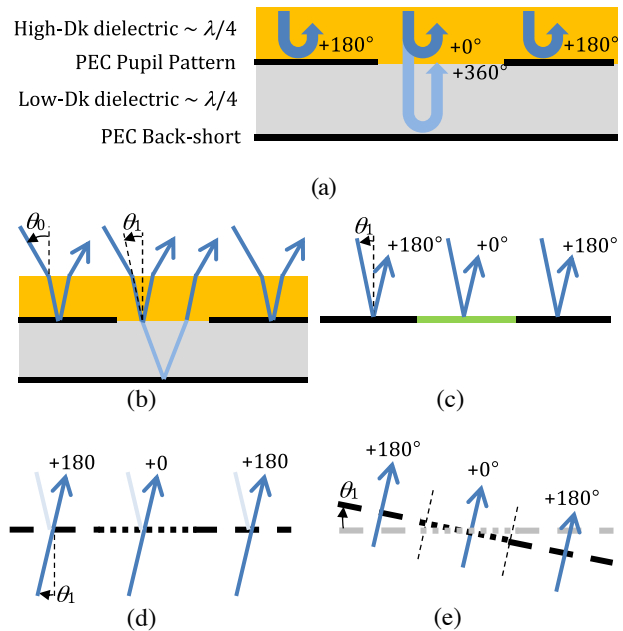 High-Dk dielectric ~ λ/4
+180° +0° +180°
PEC Pupil Pattern
+360°
Low-Dk dielectric ~ λ/4
PEC Back-short
(a)
θ0 θ1
θ1
+180° +0° +180°
(b) (c)
+180 +0 +180
+180°
+0°
+180°
θ1
θ1
(d) (e)